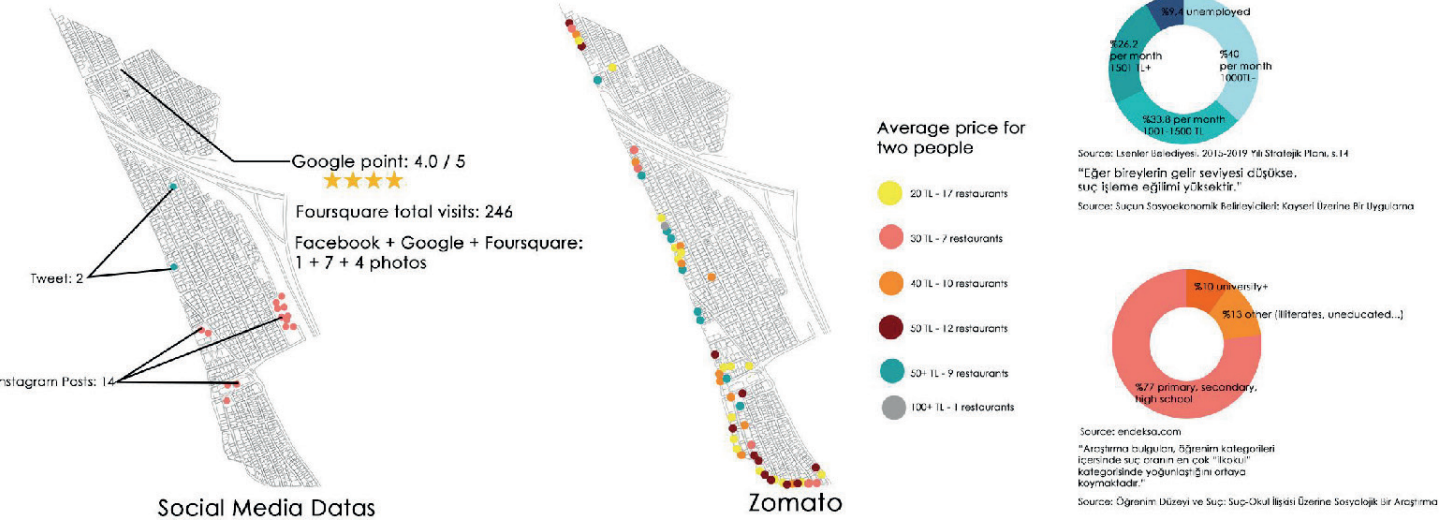 Google point: 4.0 / 5
Foursquare total visits: 246
Facebook + Google + Foursquare:
1 + 7 + 4 photos
Tweet: 2
nstagram Posts: 14
Social Media Datas
Zomato
Average price for
two people
20 TL - 17 restaurants
30 TL - 7 restaurants
40 TL - 10 restaurants
50 TL - 12 restaurants
50+ TL - 9 restaurants
100+ TL - 1 restaurants
%9.4 unemployed
%26.2
per month
1501 TL+
%40
per month
1000TL-
%33.8 per month
1001-1500 TL
Source: Esenler Belediyesi. 2015-2019 Yılı Stratejik Planı, s.14
"Eğer bireylerin gelir seviyesi düşükse,
suç işleme eğilimi yüksektir."
Source: Suçun Sosyoekonomik Belirleyicileri: Kayseri Üzerine Bir Uygulama
%10 university+
%13 other (illiterates, uneducated...)
%77 primary, secondary,
high school
Source: endeksa.com
"Araştırma bulguları, öğrenim kategorileri
içersinde suç oranın en çok "ilkokul"
kategorisinde yoğunlaştığını ortaya
koymaktadır."
Source: Öğrenim Düzeyi ve Suç: Suç-Okul İlişkisi Üzerine Sosyolojik Bir Araştırma